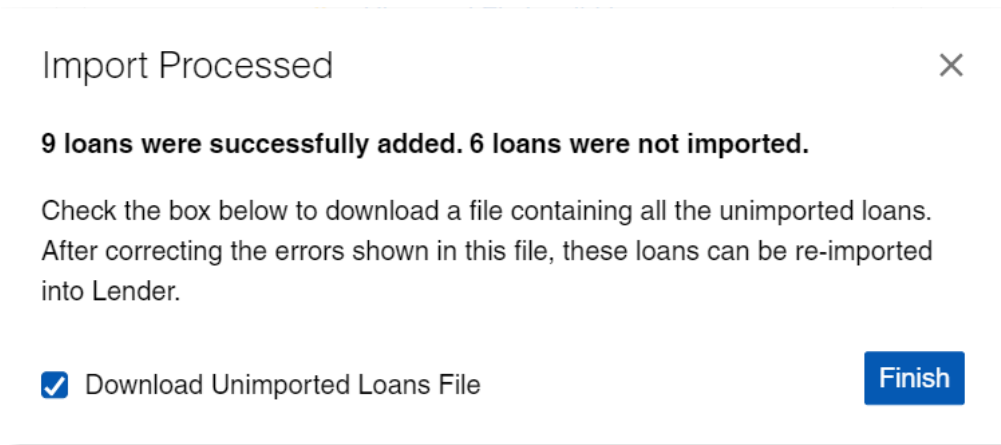 Import Processed
9 loans were successfully added. 6 loans were not imported.
Check the box below to download a file containing all the unimported loans.
After correcting the errors shown in this file, these loans can be re-imported
into Lender.
Download Unimported Loans File
Finish